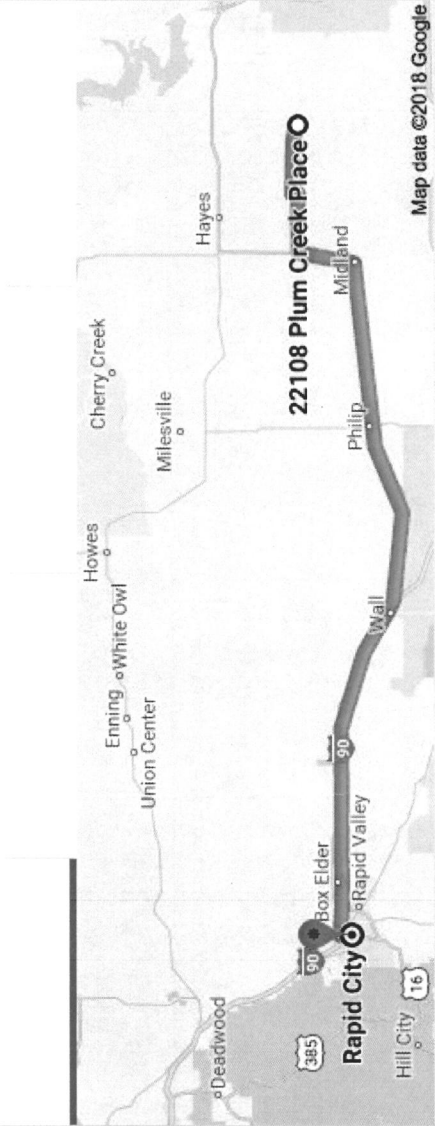 Cherry Creek
Howes
Milesville
Hayes
Enning
White Owl
Union Center
22108 Plum Creek Place
Midland
Philip
Wall
90
Box Elder
Rapid Valley
90
Rapid City
Deadwood
385
16
Hill City
Map data ©2018 Google